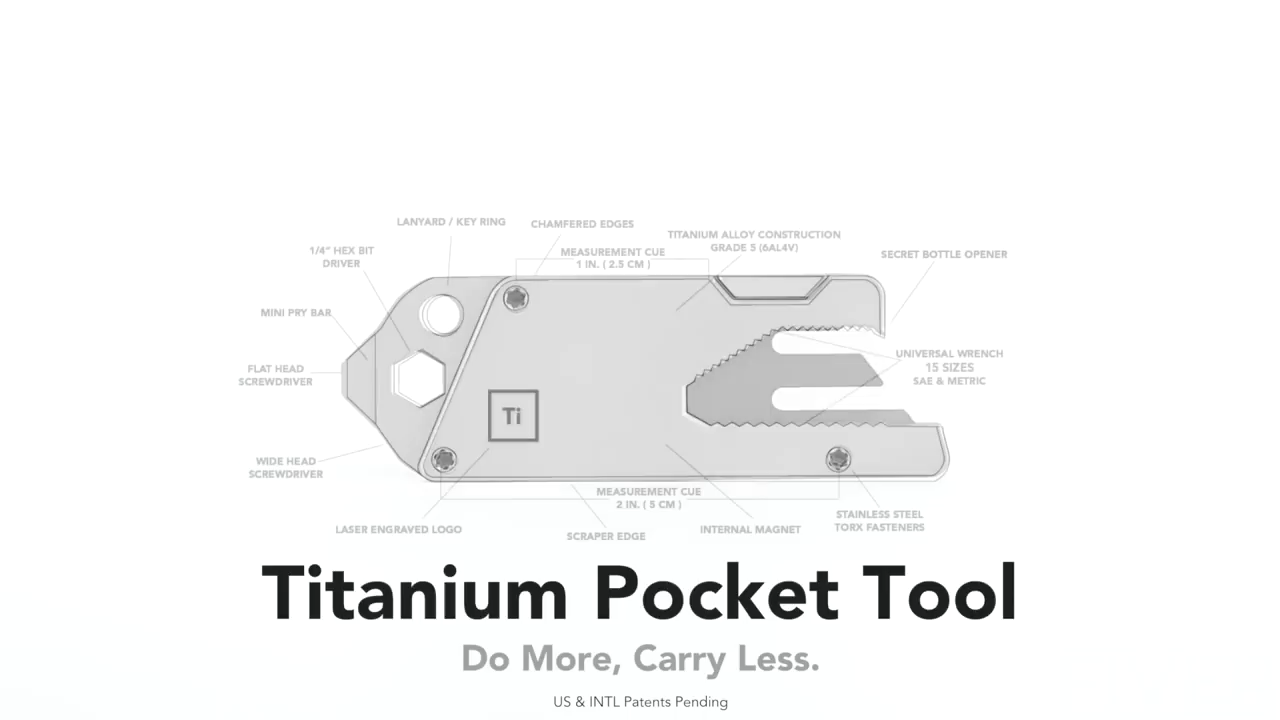 LANYARD / KEY RING
CHAMFERED EDGES
TITANIUM ALLOY CONSTRUCTION
GRADE 5 (6AL4V)
1/4" HEX BIT
DRIVER
MEASUREMENT CUE
1 IN. ( 2.5 CM )
SECRET BOTTLE OPENER
MINI PRY BAR
UNIVERSAL WRENCH
15 SIZES
SAE & METRIC
FLAT HEAD
SCREWDRIVER
Ti
WIDE HEAD
SCREWDRIVER
MEASUREMENT CUE
2 IN. ( 5 CM )
LASER ENGRAVED LOGO
SCRAPER EDGE
INTERNAL MAGNET
STAINLESS STEEL
TORX FASTENERS
Titanium Pocket Tool
Do More, Carry Less.
US & INTL Patents Pending